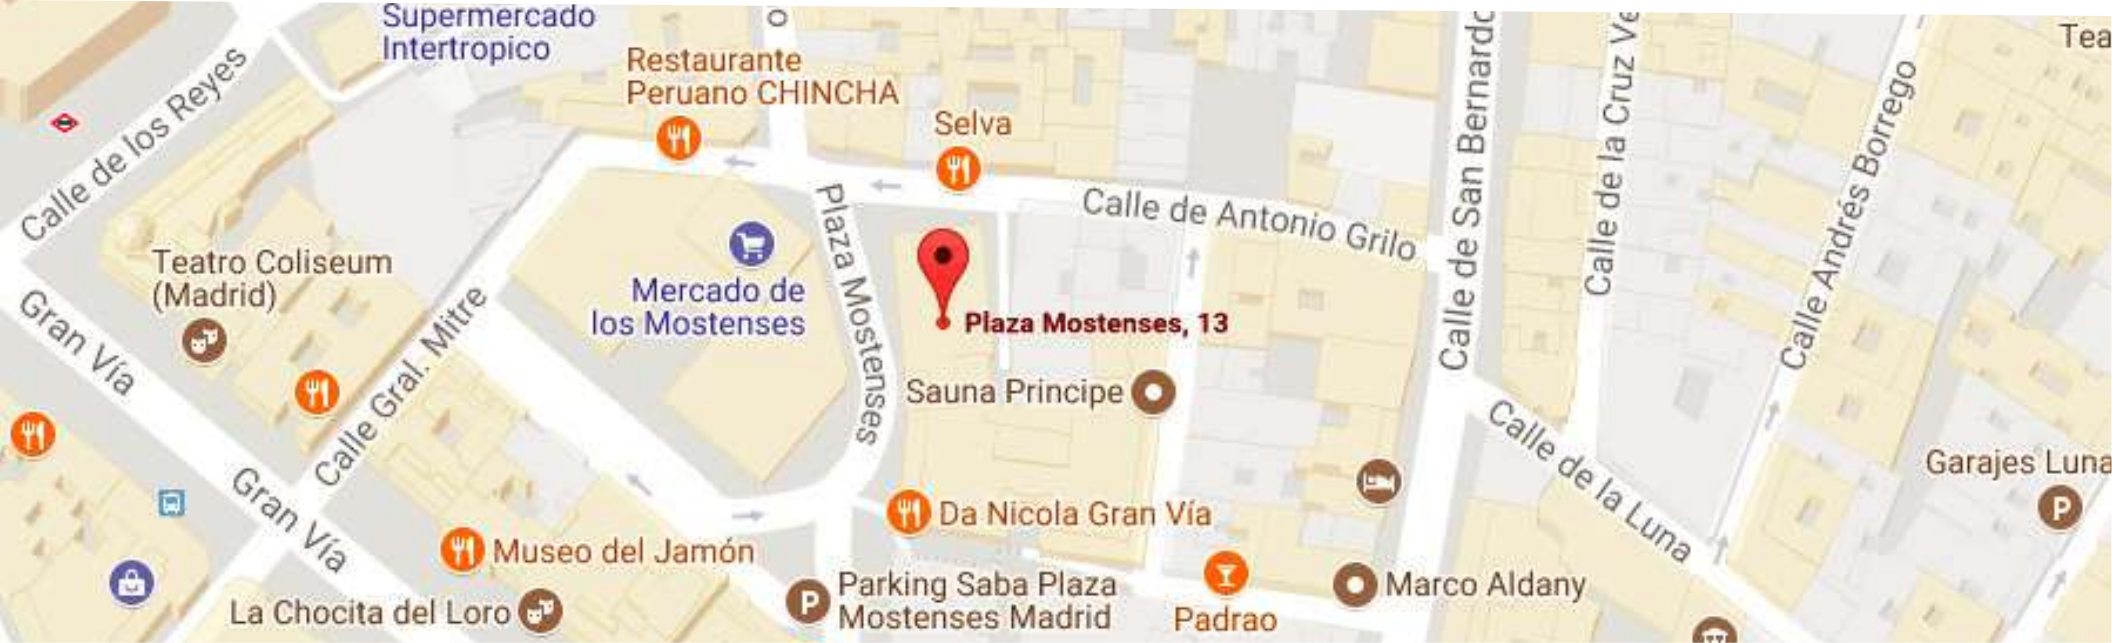 Supermercado
Intertropico
Restaurante
Peruano CHINCHA
Selva
Calle de los Reyes
Calle de Antonio Grilo
Calle de San Bernardo
Calle de la Cruz Ve
Calle Andrés Borrego
Tea
Teatro Coliseum
(Madrid)
Gran Vía
Calle Gral. Mitre
Mercado de
los Mostenses
Plaza Mostenses
Plaza Mostenses, 13
Sauna Principe
Calle de la Luna
Garajes Luna
P
Gran Vía
Da Nicola Gran Vía
Museo del Jamón
La Chocita del Loro
P
Parking Saba Plaza
Mostenses Madrid
Padrao
Marco Aldany